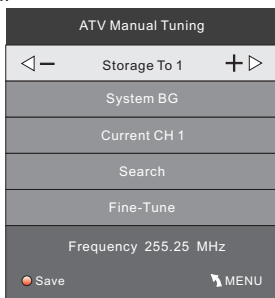 ATV Manual Tuning
Storage To 1
System BG
Current CH 1
Search
Fine-Tune
Frequency 255.25 MHz
Save MENU